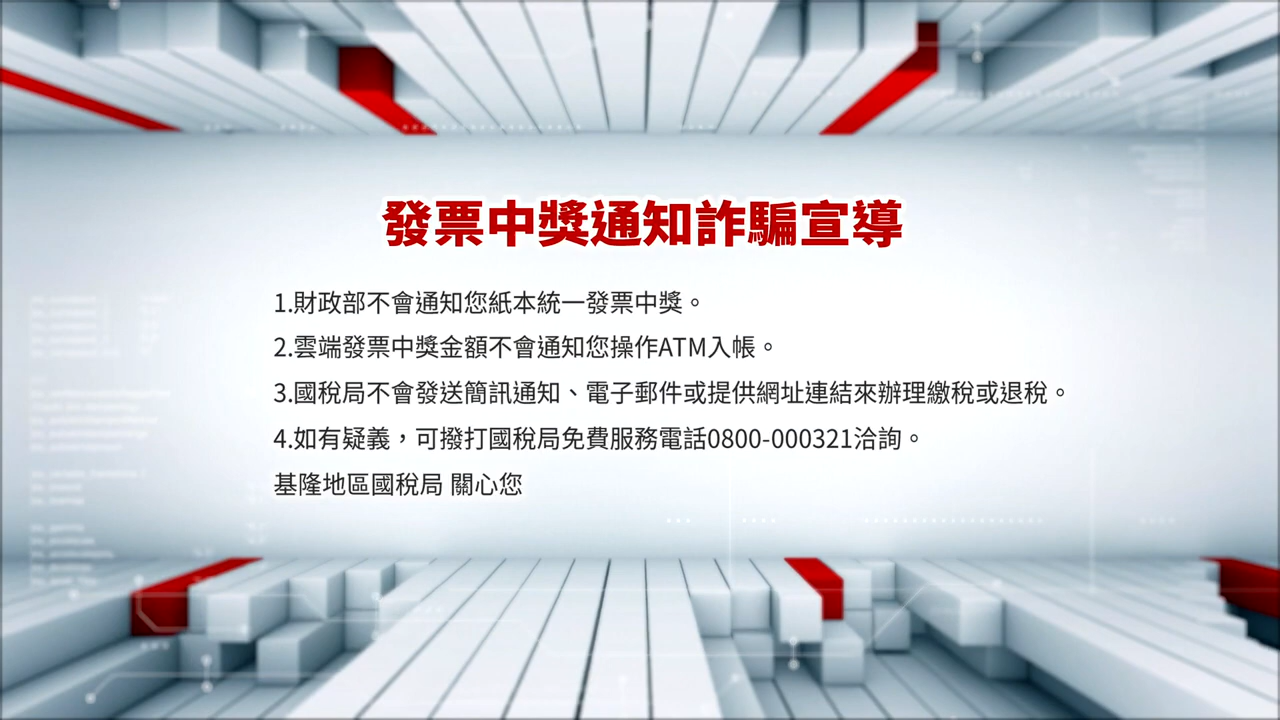 發票中獎通知詐騙宣導
1.財政部不會通知您紙本統一發票中獎。
2.雲端發票中獎金額不會通知您操作ATM入帳。
3.國稅局不會發送簡訊通知、電子郵件或提供網址連結來辦理繳稅或退稅。
4.如有疑義，可撥打國稅局免費服務電話0800-000321洽詢。
基隆地區國稅局 關心您